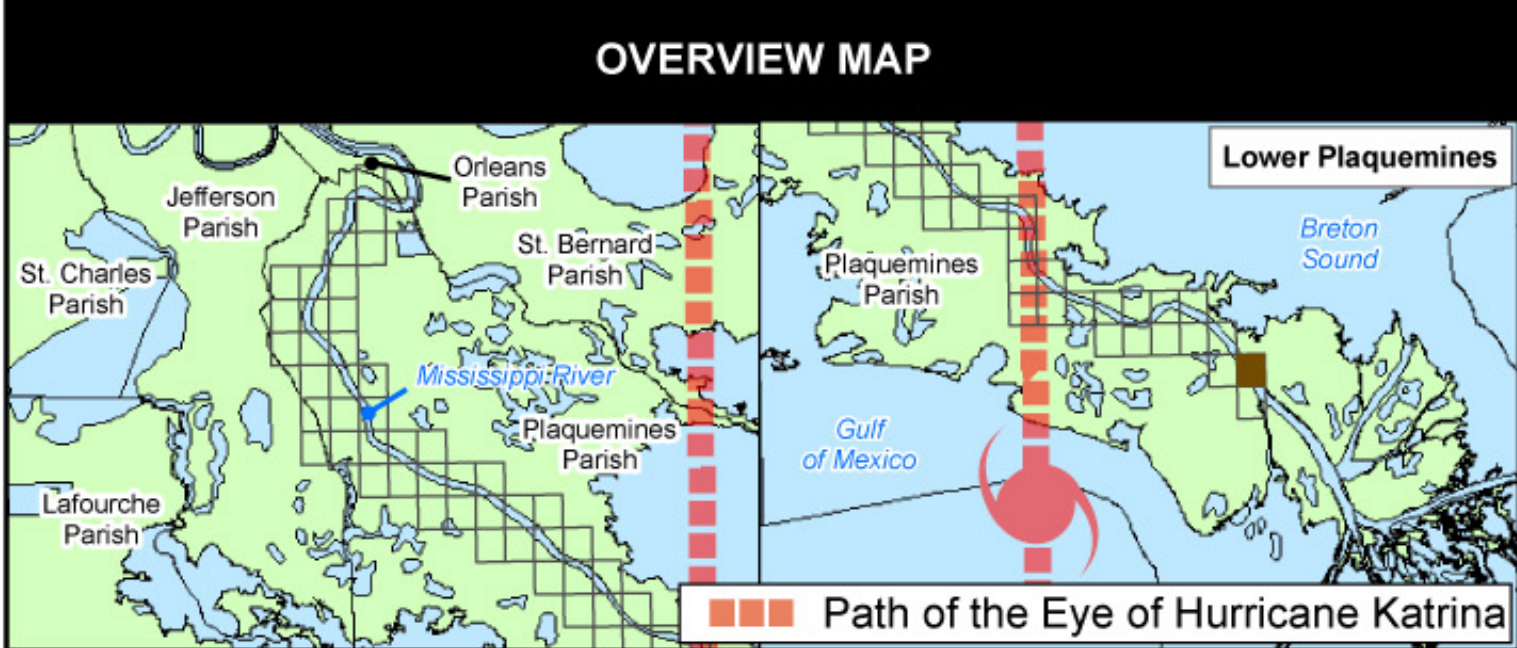 OVERVIEW MAP
Orleans
Parish
Jefferson
Parish
St. Bernard
Parish
St. Charles
Parish
Mississippi River
Plaquemines
Parish
Lafourche
Parish
Lower Plaquemines
Breton
Sound
Plaquemines
Parish
Gulf
of Mexico
Path of the Eye of Hurricane Katrina